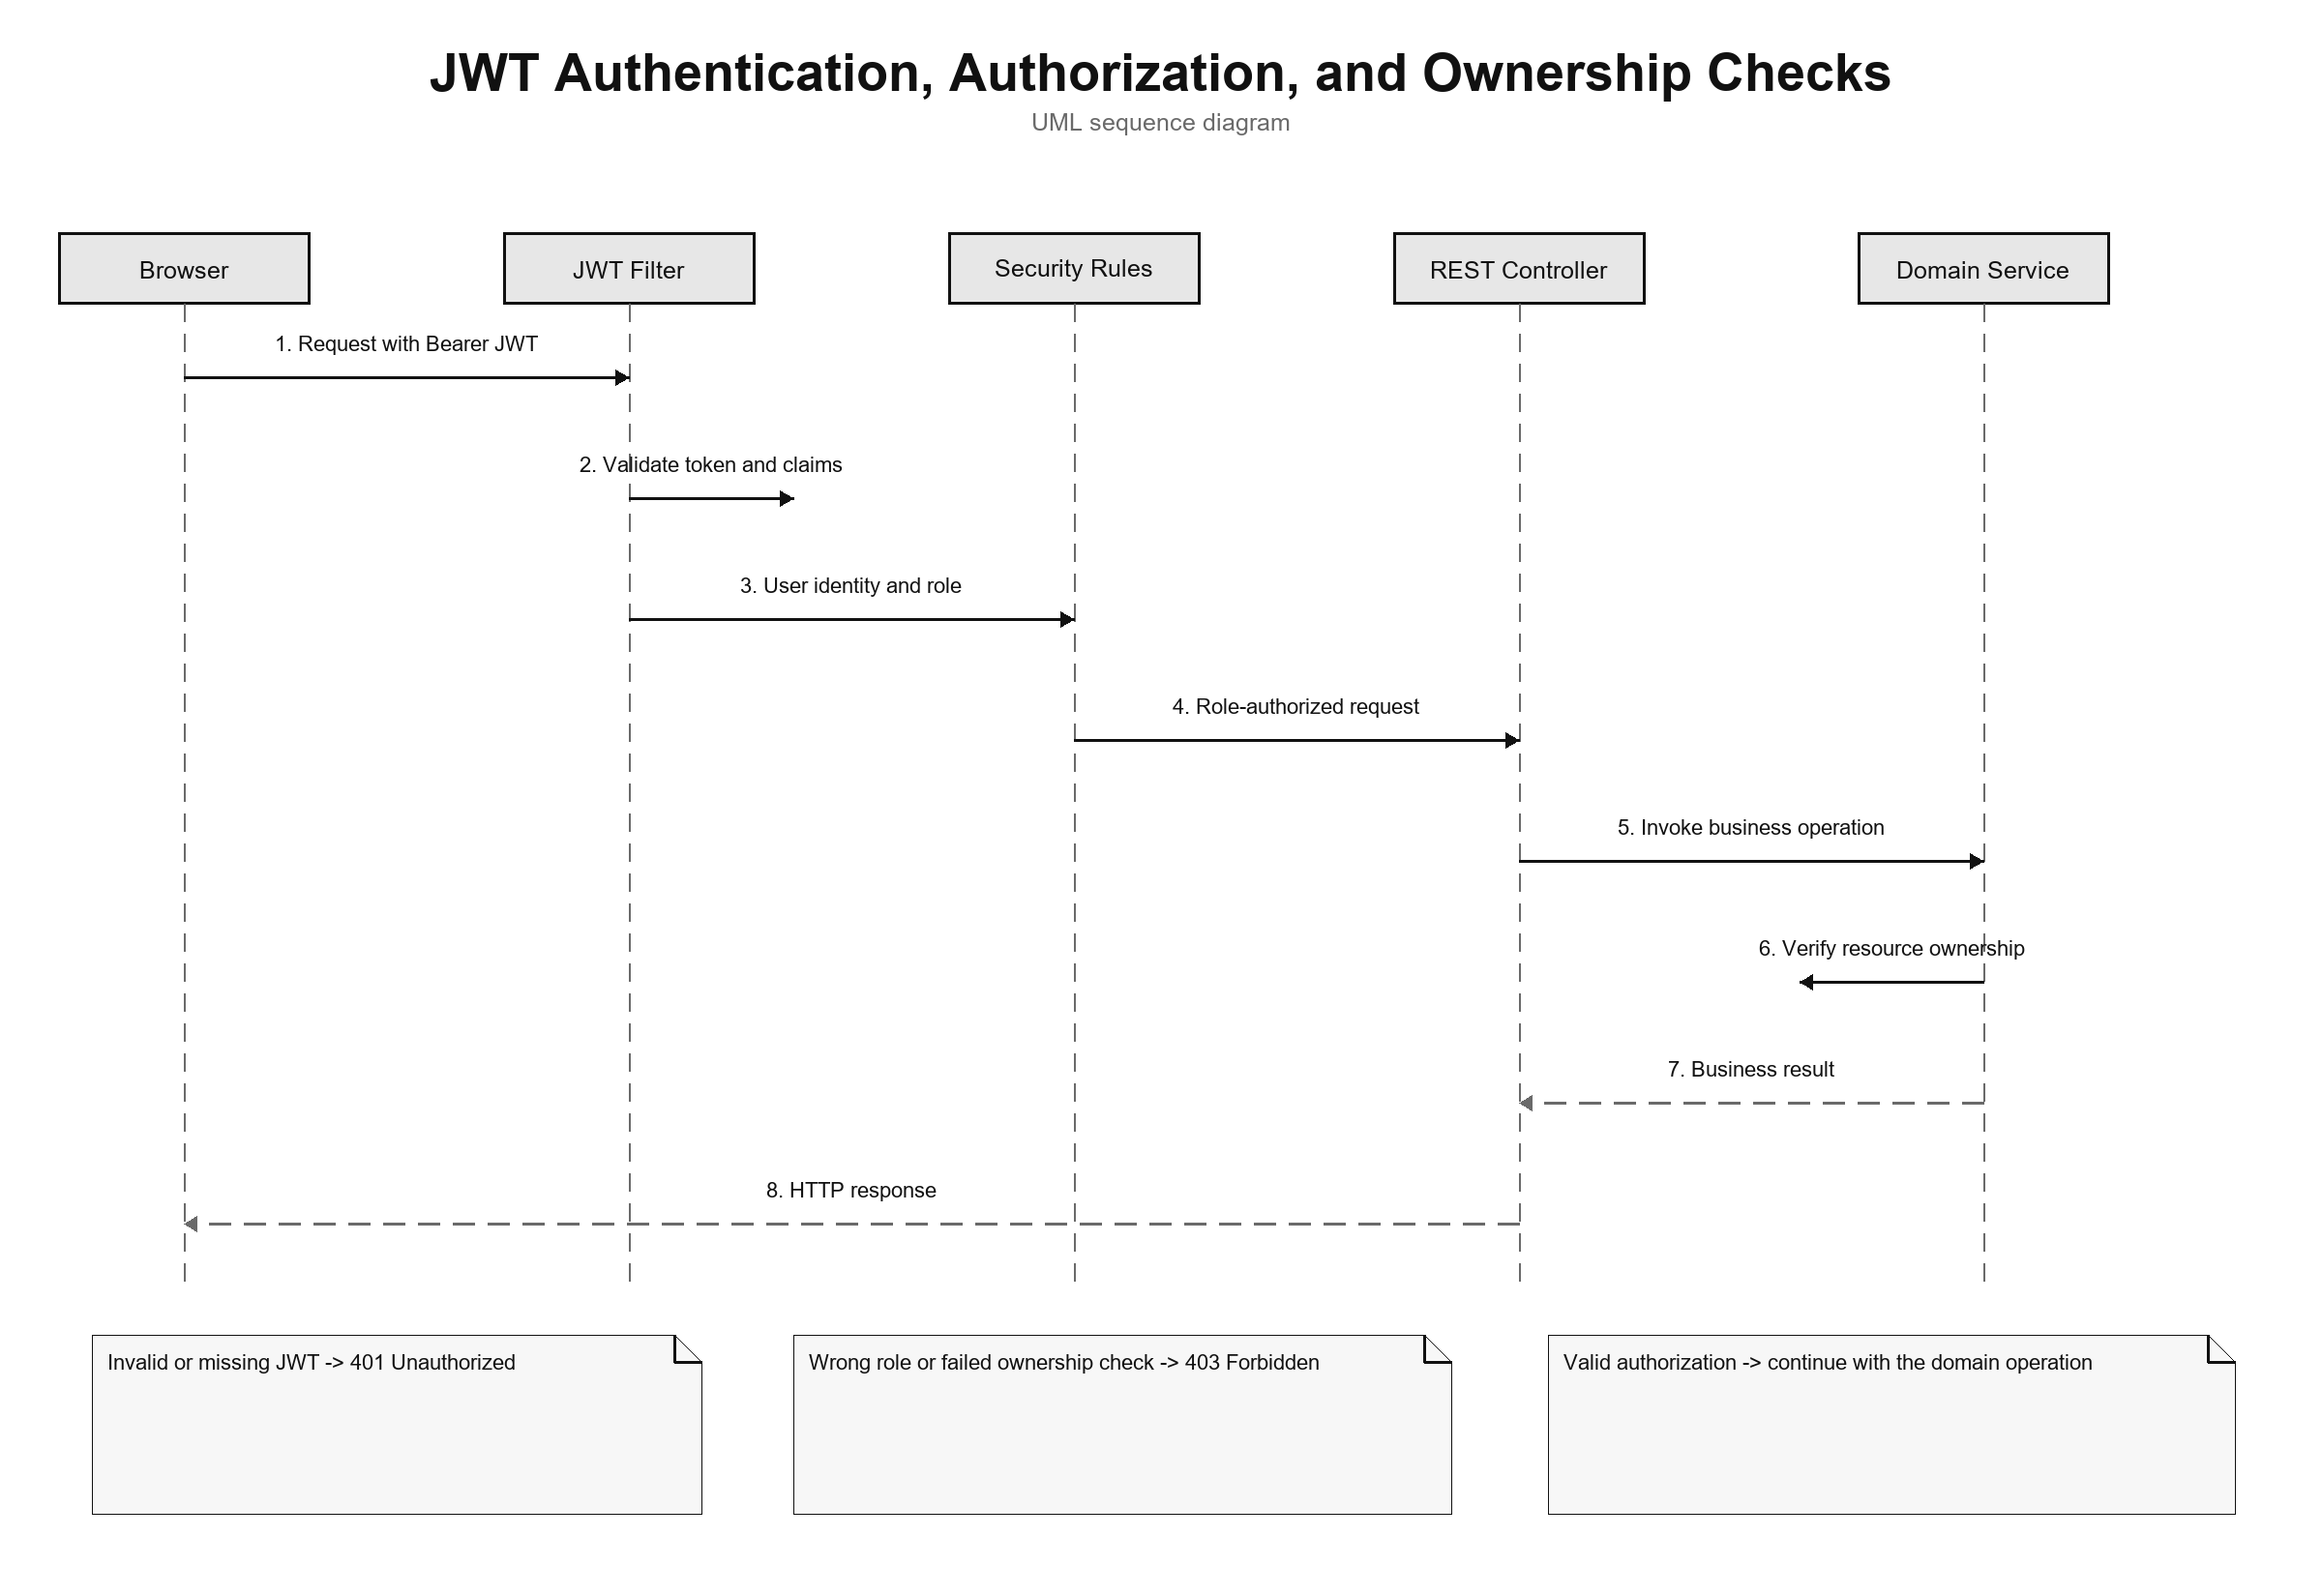 JWT Authentication, Authorization, and Ownership Checks
UML sequence diagram
Browser
JWT Filter
Security Rules
REST Controller
Domain Service
1. Request with Bearer JWT
2. Validate token and claims
3. User identity and role
4. Role-authorized request
5. Invoke business operation
6. Verify resource ownership
7. Business result
8. HTTP response
Invalid or missing JWT -> 401 Unauthorized
Wrong role or failed ownership check -> 403 Forbidden
Valid authorization -> continue with the domain operation